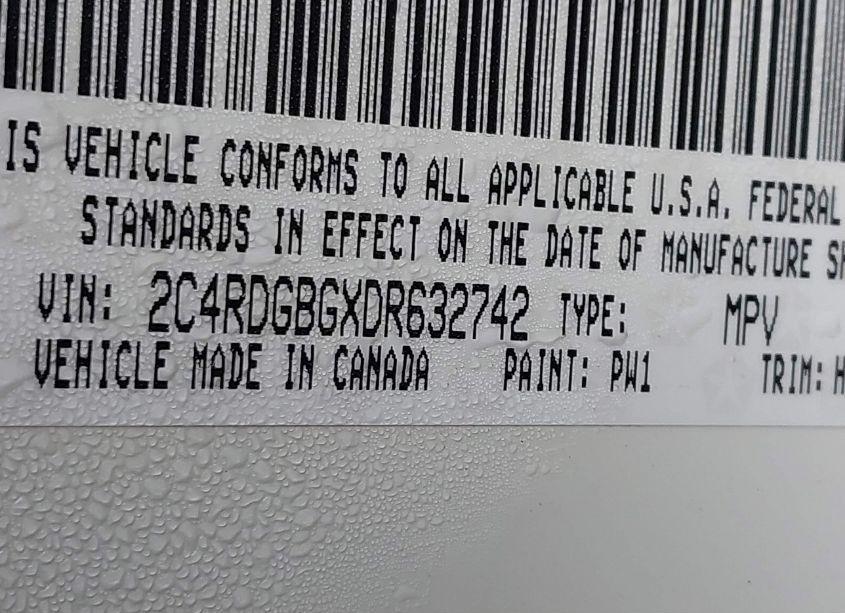 IS VEHICLE CONFORMS TO ALL APPLICABLE U.S.A. FEDERAL
STANDARDS IN EFFECT ON THE DATE OF MANUFACTURE SH
VIN: 2C4RDGBGXDR632742 TYPE: MPV
VEHICLE MADE IN CANADA PAINT: PW1 TRIM: H